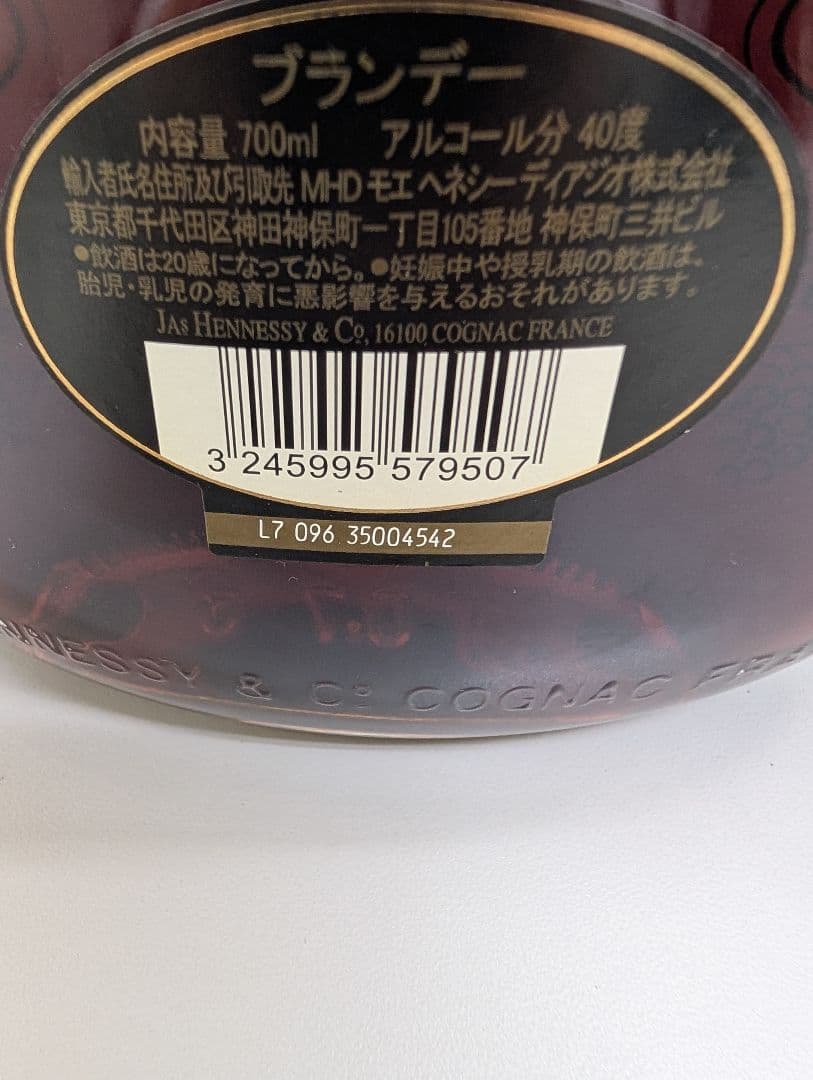 ブランデー
内容量 700ml アルコール分 40度
輸入者氏名住所及び引取先 MHD モエ ヘネシー ディアジオ株式会社
東京都千代田区神田神保町一丁目105番地 神保町三井ビル
●飲酒は20歳になってから。●妊娠中や授乳期の飲酒は、
胎児・乳児の発育に悪影響を与えるおそれがあります。
JAS HENNESSY & Cº, 16100 COGNAC FRANCE
3 245995 579507
L7 096 35004542
HENNESSY & Cº COGNAC FRA